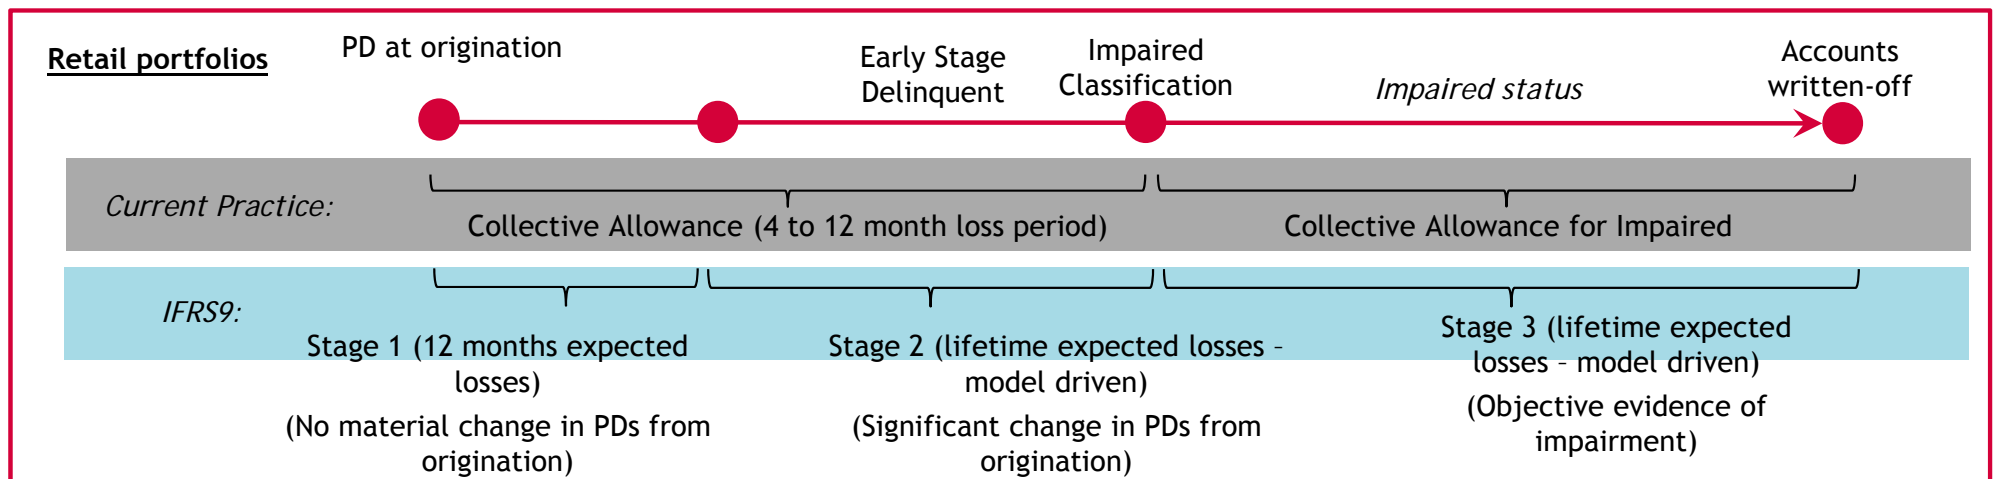 Retail portfolios
PD at origination
Early Stage
Delinquent
Impaired
Classification
Impaired status
Accounts
written-off
Current Practice:
Collective Allowance (4 to 12 month loss period)
Collective Allowance for Impaired
IFRS9:
Stage 1 (12 months expected
losses)
(No material change in PDs from
origination)
Stage 2 (lifetime expected losses –
model driven)
(Significant change in PDs from
origination)
Stage 3 (lifetime expected
losses – model driven)
(Objective evidence of
impairment)